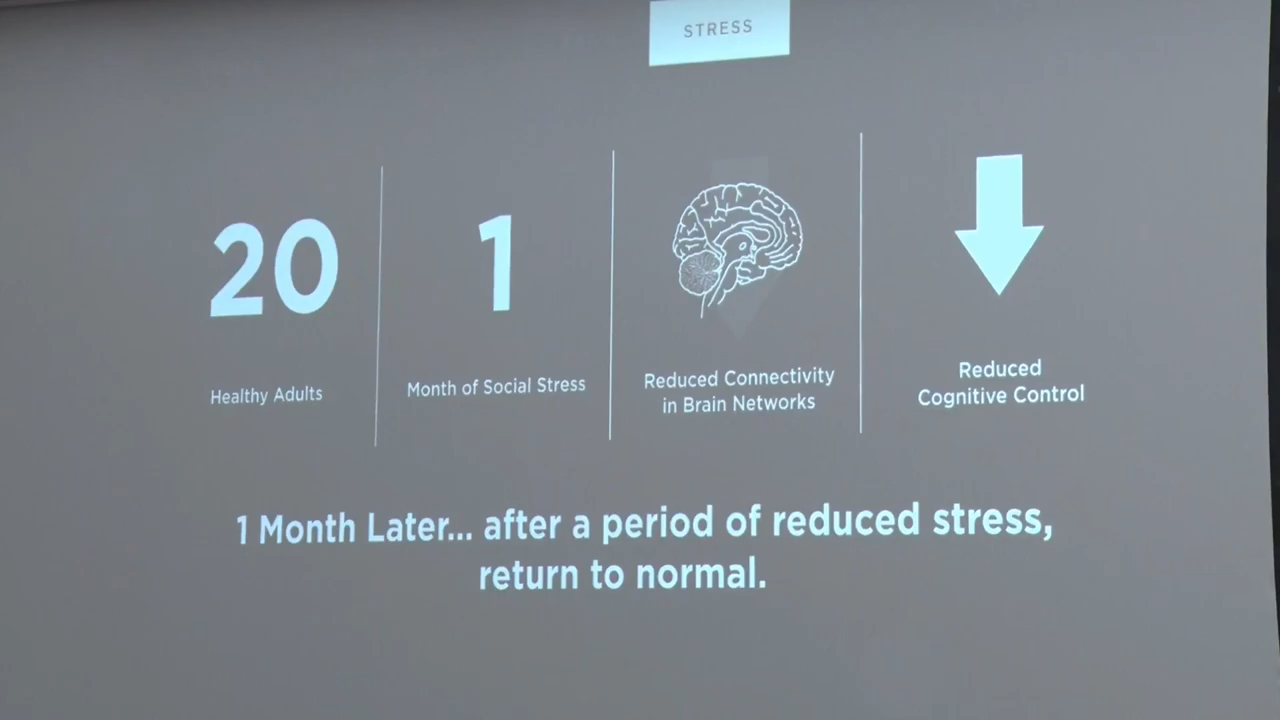 STRESS
20
Healthy Adults
1
Month of Social Stress
Reduced Connectivity
in Brain Networks
Reduced
Cognitive Control
1 Month Later... after a period of reduced stress,
return to normal.